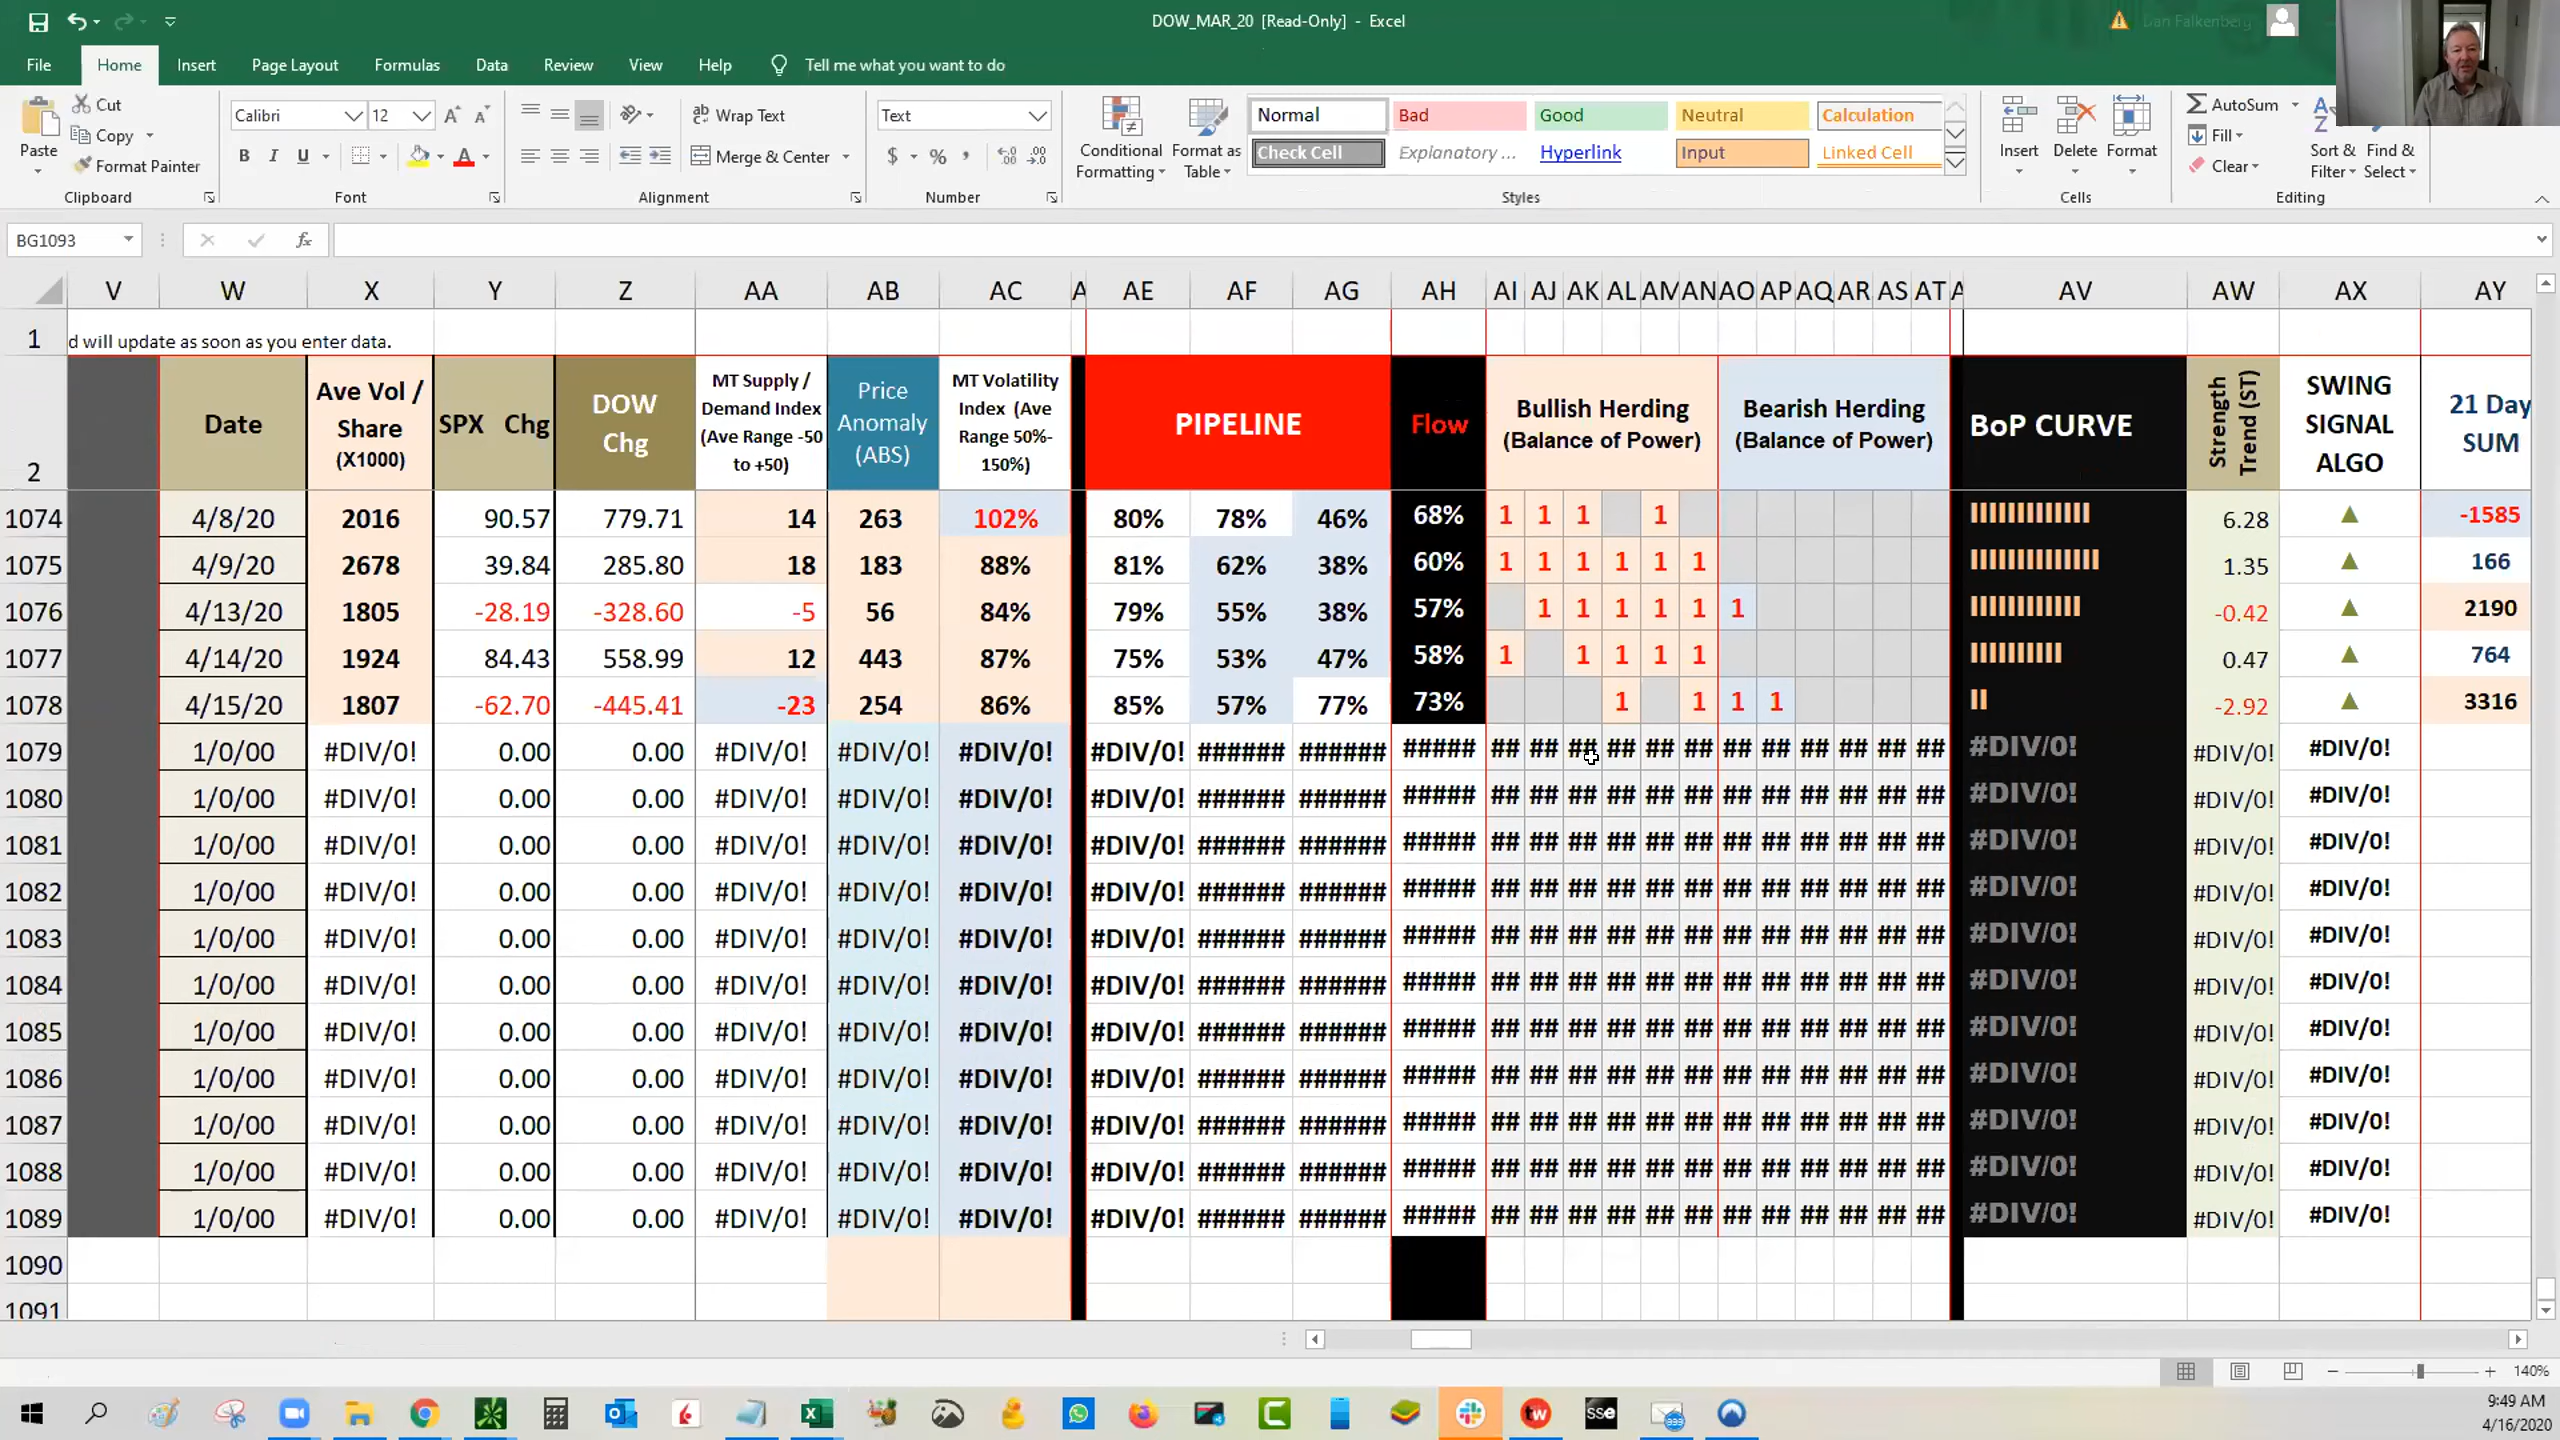 DOW_MAR_20 [Read-Only] - Excel
Dan Falkenberg
File Home Insert Page Layout Formulas Data Review View Help Tell me what you want to do
Paste
Cut
Copy
Format Painter
Clipboard
Calibri 12
B I U
Font
Wrap Text
Merge & Center
Alignment
Text
$ % ,
Number
Conditional Formatting
Format as Table
Normal Bad Good Neutral Calculation
Check Cell Explanatory ... Hyperlink Input Linked Cell
Styles
Insert Delete Format
Cells
AutoSum
Fill
Clear
Sort & Filter
Find & Select
Editing
BG1093 fx
V W X Y Z AA AB AC A AE AF AG AH AI AJ AK AL AM AN AO AP AQ AR AS AT A AV AW AX AY
1 d will update as soon as you enter data.
2
Date
Ave Vol / Share (X1000)
SPX Chg
DOW Chg
MT Supply / Demand Index (Ave Range -50 to +50)
Price Anomaly (ABS)
MT Volatility Index (Ave Range 50%-150%)
PIPELINE
Flow
Bullish Herding (Balance of Power)
Bearish Herding (Balance of Power)
BoP CURVE
Strength Trend (ST)
SWING SIGNAL ALGO
21 Day SUM
1074 4/8/20 2016 90.57 779.71 14 263 102% 80% 78% 46% 68% 1 1 1 1 6.28 ▲ -1585
1075 4/9/20 2678 39.84 285.80 18 183 88% 81% 62% 38% 60% 1 1 1 1 1 1 1.35 ▲ 166
1076 4/13/20 1805 -28.19 -328.60 -5 56 84% 79% 55% 38% 57% 1 1 1 1 1 1 -0.42 ▲ 2190
1077 4/14/20 1924 84.43 558.99 12 443 87% 75% 53% 47% 58% 1 1 1 1 1 0.47 ▲ 764
1078 4/15/20 1807 -62.70 -445.41 -23 254 86% 85% 57% 77% 73% 1 1 1 1 -2.92 ▲ 3316
1079 1/0/00 #DIV/0! 0.00 0.00 #DIV/0! #DIV/0! #DIV/0! #DIV/0! ###### ###### ##### ## ## ## ## ## ## ## ## ## ## ## ## #DIV/0! #DIV/0! #DIV/0!
1080 1/0/00 #DIV/0! 0.00 0.00 #DIV/0! #DIV/0! #DIV/0! #DIV/0! ###### ###### ##### ## ## ## ## ## ## ## ## ## ## ## ## #DIV/0! #DIV/0! #DIV/0!
1081 1/0/00 #DIV/0! 0.00 0.00 #DIV/0! #DIV/0! #DIV/0! #DIV/0! ###### ###### ##### ## ## ## ## ## ## ## ## ## ## ## ## #DIV/0! #DIV/0! #DIV/0!
1082 1/0/00 #DIV/0! 0.00 0.00 #DIV/0! #DIV/0! #DIV/0! #DIV/0! ###### ###### ##### ## ## ## ## ## ## ## ## ## ## ## ## #DIV/0! #DIV/0! #DIV/0!
1083 1/0/00 #DIV/0! 0.00 0.00 #DIV/0! #DIV/0! #DIV/0! #DIV/0! ###### ###### ##### ## ## ## ## ## ## ## ## ## ## ## ## #DIV/0! #DIV/0! #DIV/0!
1084 1/0/00 #DIV/0! 0.00 0.00 #DIV/0! #DIV/0! #DIV/0! #DIV/0! ###### ###### ##### ## ## ## ## ## ## ## ## ## ## ## ## #DIV/0! #DIV/0! #DIV/0!
1085 1/0/00 #DIV/0! 0.00 0.00 #DIV/0! #DIV/0! #DIV/0! #DIV/0! ###### ###### ##### ## ## ## ## ## ## ## ## ## ## ## ## #DIV/0! #DIV/0! #DIV/0!
1086 1/0/00 #DIV/0! 0.00 0.00 #DIV/0! #DIV/0! #DIV/0! #DIV/0! ###### ###### ##### ## ## ## ## ## ## ## ## ## ## ## ## #DIV/0! #DIV/0! #DIV/0!
1087 1/0/00 #DIV/0! 0.00 0.00 #DIV/0! #DIV/0! #DIV/0! #DIV/0! ###### ###### ##### ## ## ## ## ## ## ## ## ## ## ## ## #DIV/0! #DIV/0! #DIV/0!
1088 1/0/00 #DIV/0! 0.00 0.00 #DIV/0! #DIV/0! #DIV/0! #DIV/0! ###### ###### ##### ## ## ## ## ## ## ## ## ## ## ## ## #DIV/0! #DIV/0! #DIV/0!
1089 1/0/00 #DIV/0! 0.00 0.00 #DIV/0! #DIV/0! #DIV/0! #DIV/0! ###### ###### ##### ## ## ## ## ## ## ## ## ## ## ## ## #DIV/0! #DIV/0! #DIV/0!
1090
1091
140%
tw SSe
9:49 AM
4/16/2020